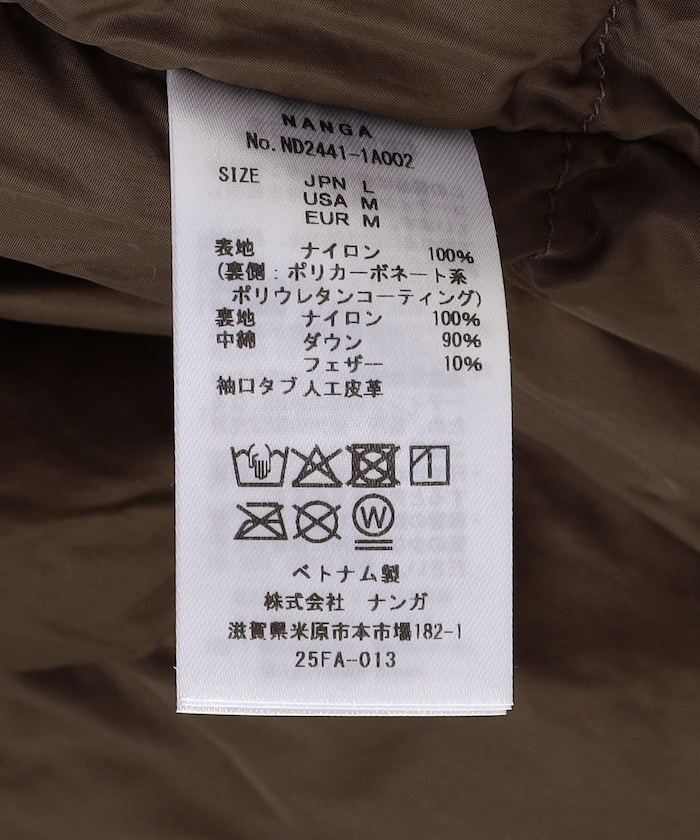 NANGA
No. ND2441-1A002
SIZE JPN L
USA M
EUR M
表地 ナイロン 100%
(裏側:ポリカーボネート系
ポリウレタンコーティング)
裏地 ナイロン 100%
中綿 ダウン 90%
フェザー 10%
袖口タブ 人工皮革
W
ベトナム製
株式会社 ナンガ
滋賀県米原市本市場182-1
25FA-013